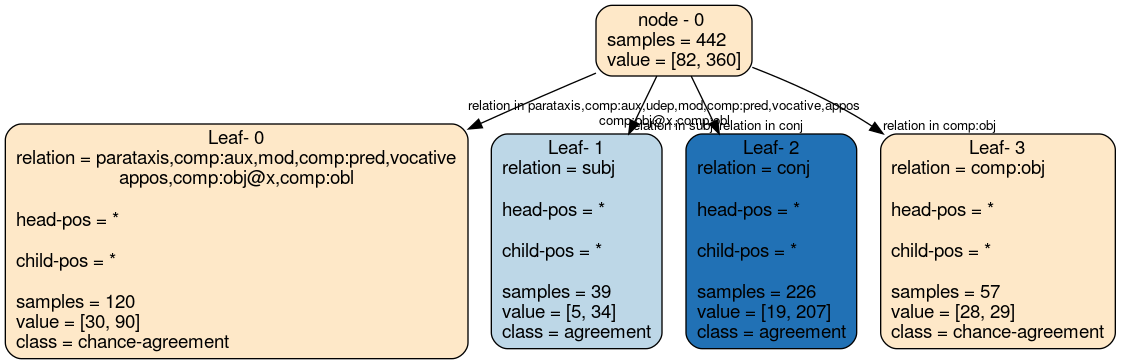 node - 0
samples = 442
value = [82, 360]
relation in parataxis,comp:aux,udep,mod,comp:pred,vocative,appos
comp:obj@x,comp:obl
relation in subj
relation in conj
relation in comp:obj
Leaf- 0
relation = parataxis,comp:aux,mod,comp:pred,vocative
appos,comp:obj@x,comp:obl
head-pos = *
child-pos = *
samples = 120
value = [30, 90]
class = chance-agreement
Leaf- 1
relation = subj
head-pos = *
child-pos = *
samples = 39
value = [5, 34]
class = agreement
Leaf- 2
relation = conj
head-pos = *
child-pos = *
samples = 226
value = [19, 207]
class = agreement
Leaf- 3
relation = comp:obj
head-pos = *
child-pos = *
samples = 57
value = [28, 29]
class = chance-agreement